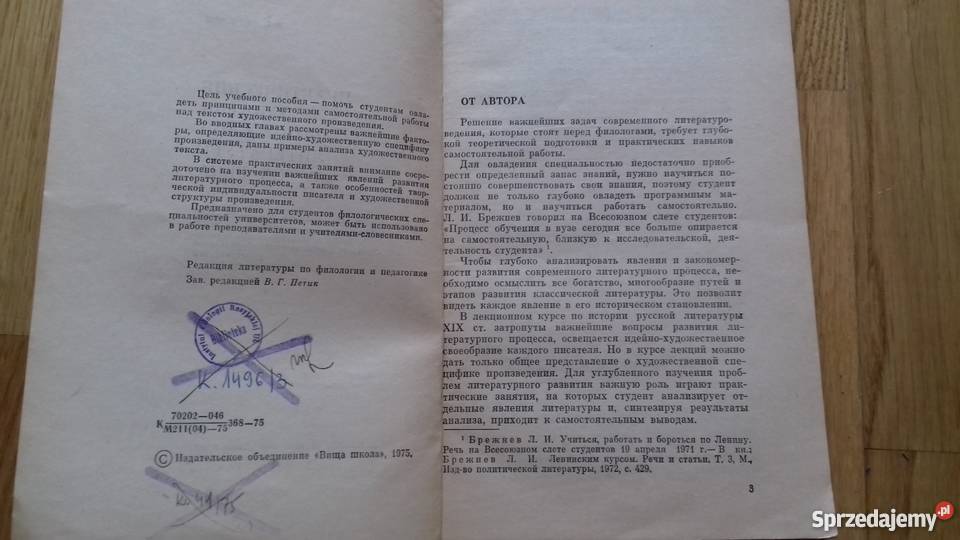 Цель учебного пособия — помочь студентам овла-
деть принципами и методами самостоятельной работы
над текстом художественного произведения.
Во вводных главах рассмотрены важнейшие факто-
ры, определяющие идейно-художественную специфику
произведения, даны примеры анализа художественного
текста.
В системе практических занятий внимание сосре-
доточено на изучении важнейших явлений развития
литературного процесса, а также особенностей твор-
ческой индивидуальности писателя и художественной
структуры произведения.
Предназначено для студентов филологических спе-
циальностей университетов, может быть использовано
в работе преподавателями и учителями-словесниками.
Редакция литературы по филологии и педагогике
Зав. редакцией В. Г. Петик
Biblioteka
K. 1496/3
70202—046
К М211(04)—75 368—75
© Издательское объединение «Вища школа», 1975.
ОТ АВТОРА
Решение важнейших задач современного литературо-
ведения, которые стоят перед филологами, требует глубо-
кой теоретической подготовки и практических навыков
самостоятельной работы.
Для овладения специальностью недостаточно приоб-
рести определенный запас знаний, нужно научиться по-
стоянно совершенствовать свои знания, поэтому студент
должен не только глубоко овладеть программным ма-
териалом, но и научиться работать самостоятельно.
Л. И. Брежнев говорил на Всесоюзном слете студентов:
«Процесс обучения в вузе сегодня все больше опирается
на самостоятельную, близкую к исследовательской, дея-
тельность студента» ¹.
Чтобы глубоко анализировать явления и закономер-
ности развития современного литературного процесса, не-
обходимо осмыслить все богатство, многообразие путей и
этапов развития классической литературы. Это позволит
видеть каждое явление в его историческом становлении.
В лекционном курсе по истории русской литературы
XIX ст. затронуты важнейшие вопросы развития ли-
тературного процесса, освещается идейно-художественное
своеобразие каждого писателя. Но в курсе лекций можно
дать только общее представление о художественной спе-
цифике произведения. Для углубленного изучения проб-
лем литературного развития важную роль играют прак-
тические занятия, на которых студент анализирует от-
дельные явления литературы и, синтезируя результаты
анализа, приходит к самостоятельным выводам.
¹ Брежнев Л. И. Учиться, работать и бороться по Ленину.
Речь на Всесоюзном слете студентов 19 апреля 1971 г.— В кн.:
Брежнев Л. И. Ленинским курсом. Речи и статьи. Т. 3, М.,
Изд-во политической литературы, 1972, с. 429.
3
Sprzedajemy.pl